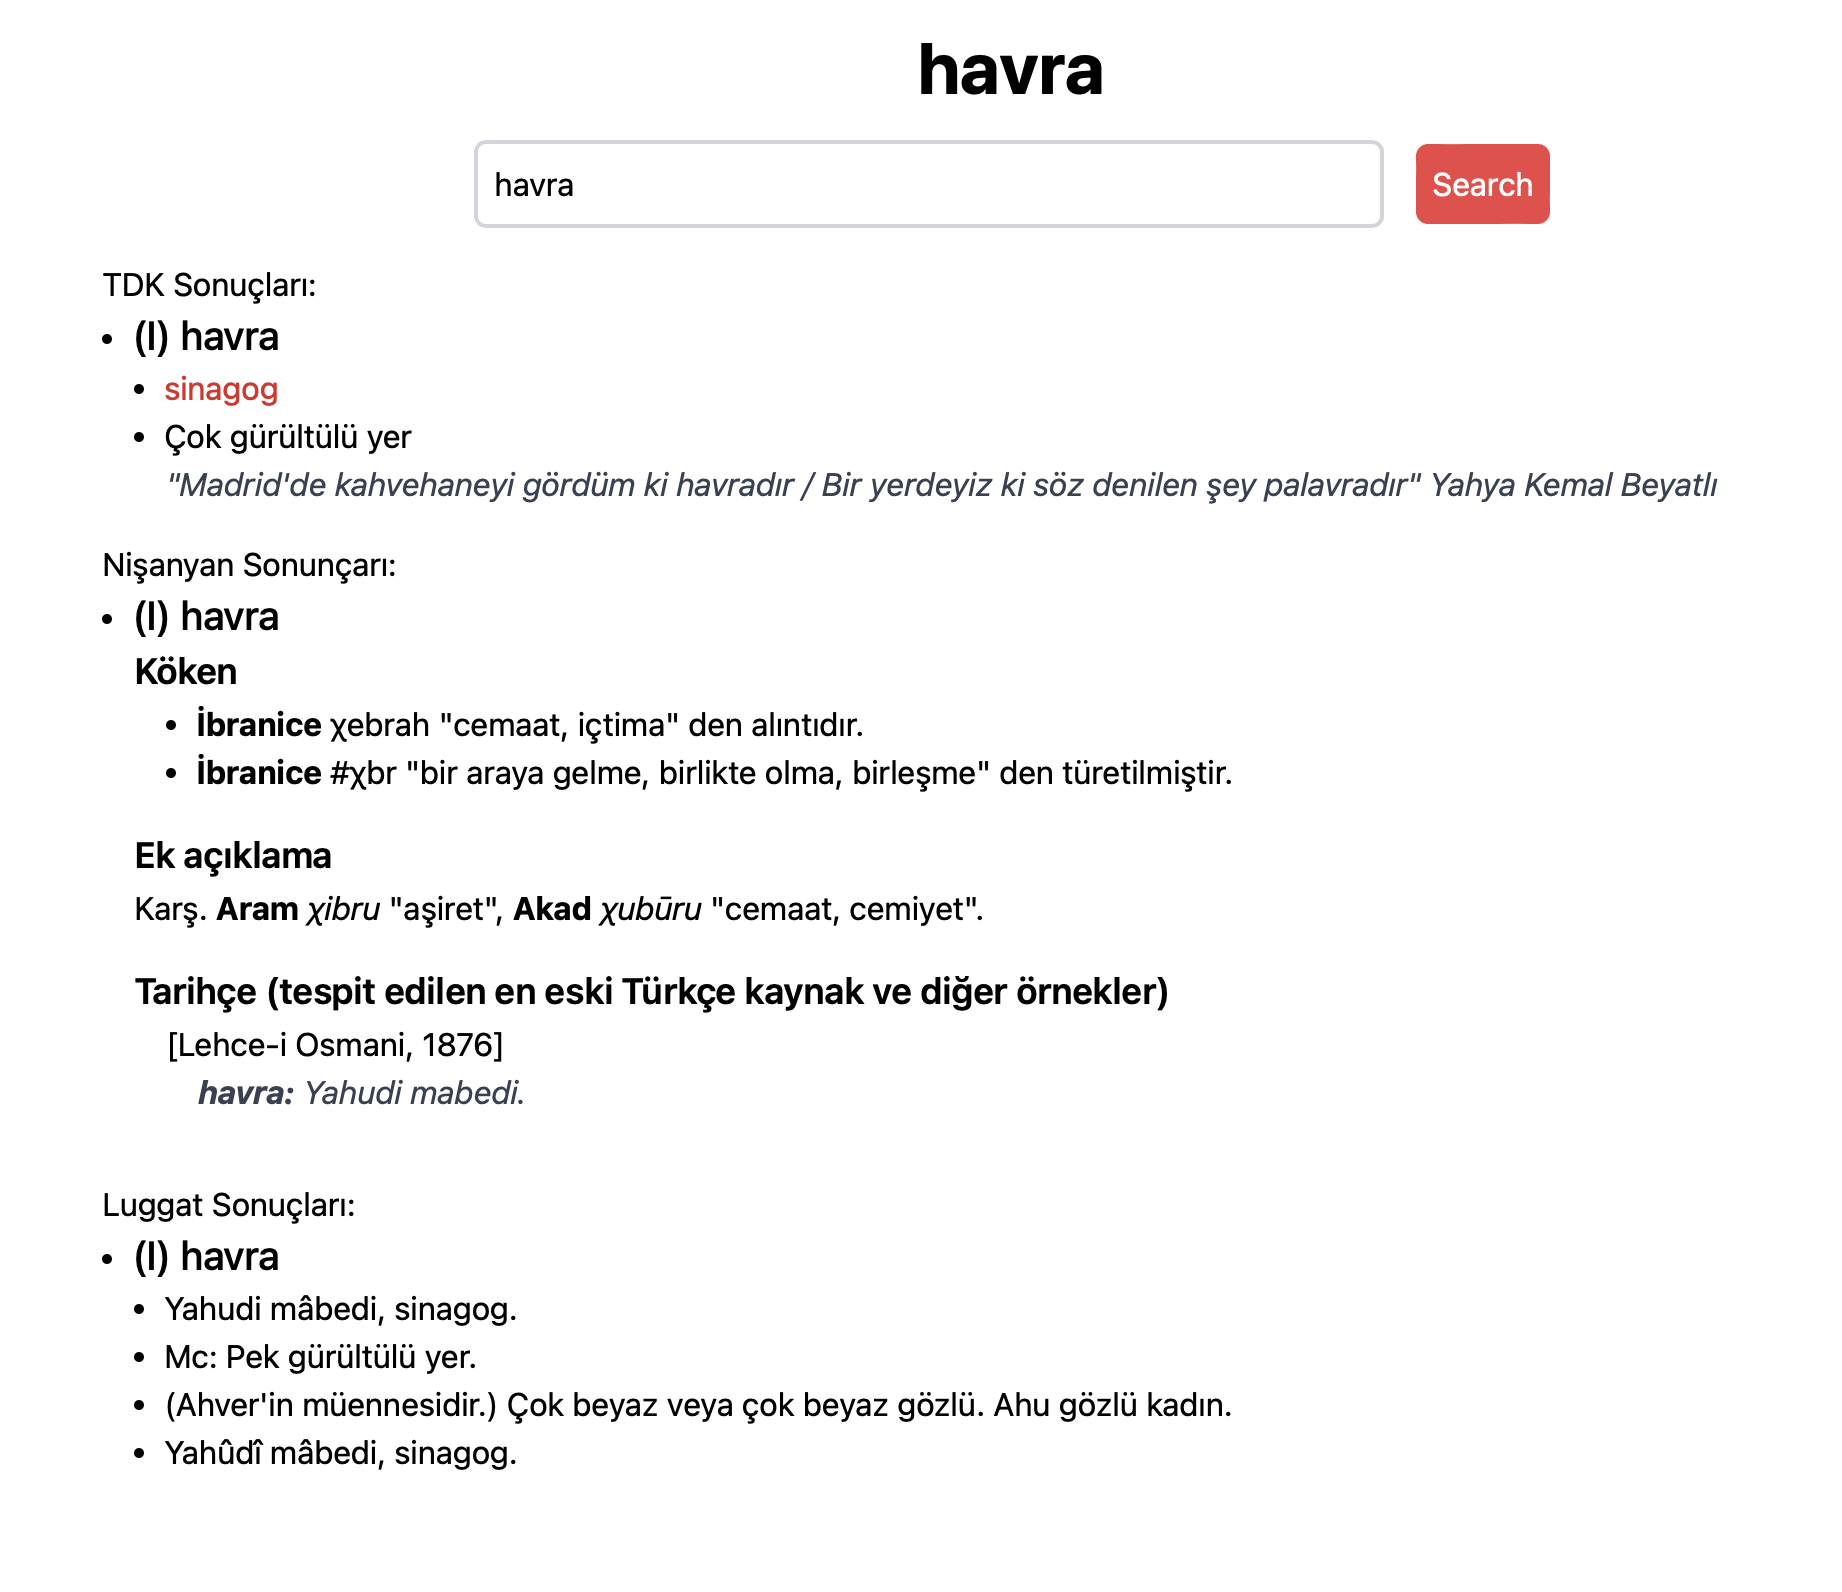 havra
havra
Search
TDK Sonuçları:
• (I) havra
• sinagog
• Çok gürültülü yer
"Madrid'de kahvehaneyi gördüm ki havradır / Bir yerdeyiz ki söz denilen şey palavradır" Yahya Kemal Beyatlı
Nişanyan Sonunçarı:
• (I) havra
Köken
• İbranice χebrah "cemaat, içtima" den alıntıdır.
• İbranice #χbr "bir araya gelme, birlikte olma, birleşme" den türetilmiştir.
Ek açıklama
Karş. Aram χibru "aşiret", Akad χubūru "cemaat, cemiyet".
Tarihçe (tespit edilen en eski Türkçe kaynak ve diğer örnekler)
[Lehce-i Osmani, 1876]
havra: Yahudi mabedi.
Luggat Sonuçları:
• (I) havra
• Yahudi mâbedi, sinagog.
• Mc: Pek gürültülü yer.
• (Ahver'in müennesidir.) Çok beyaz veya çok beyaz gözlü. Ahu gözlü kadın.
• Yahûdî mâbedi, sinagog.